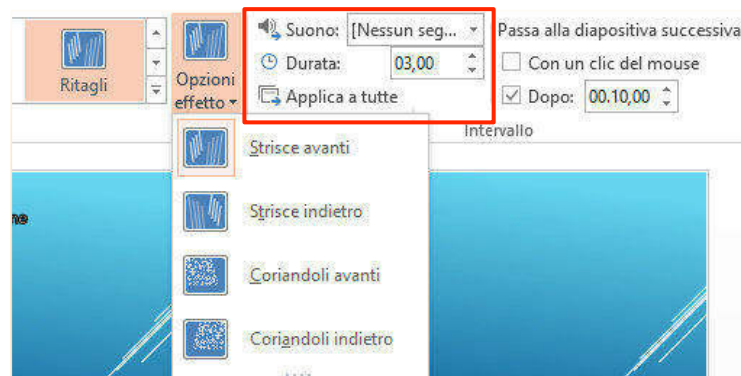 Ritagli
Opzioni
effetto
Suono: [Nessun seg...
Durata: 03,00
Applica a tutte
Passa alla diapositiva successiva
Con un clic del mouse
Dopo: 00.10,00
Intervallo
Strisce avanti
Strisce indietro
Coriandoli avanti
Coriandoli indietro